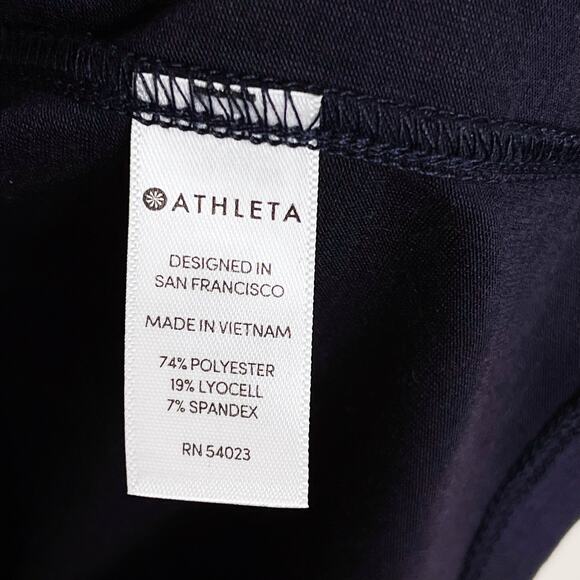 ATHLETA
DESIGNED IN
SAN FRANCISCO
MADE IN VIETNAM
74% POLYESTER
19% LYOCELL
7% SPANDEX
RN 54023